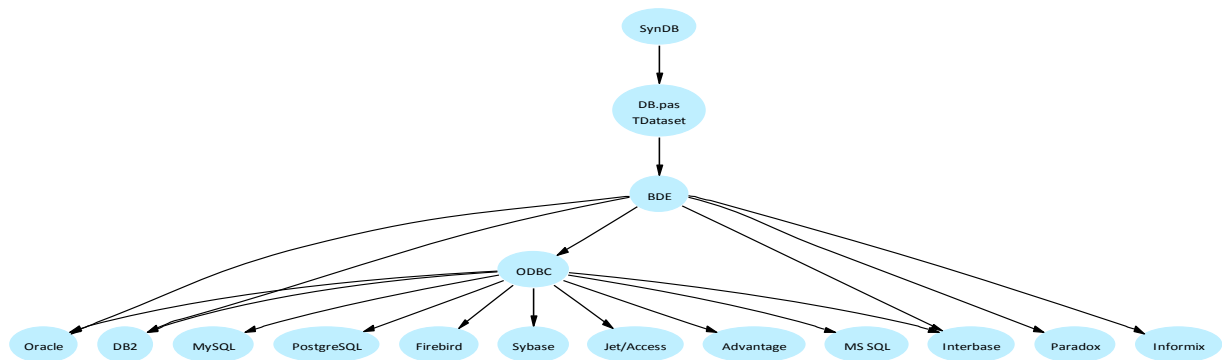 SynDB
DB.pas
TDataset
BDE
ODBC
Oracle
DB2
MySQL
PostgreSQL
Firebird
Sybase
Jet/Access
Advantage
MS SQL
Interbase
Paradox
Informix